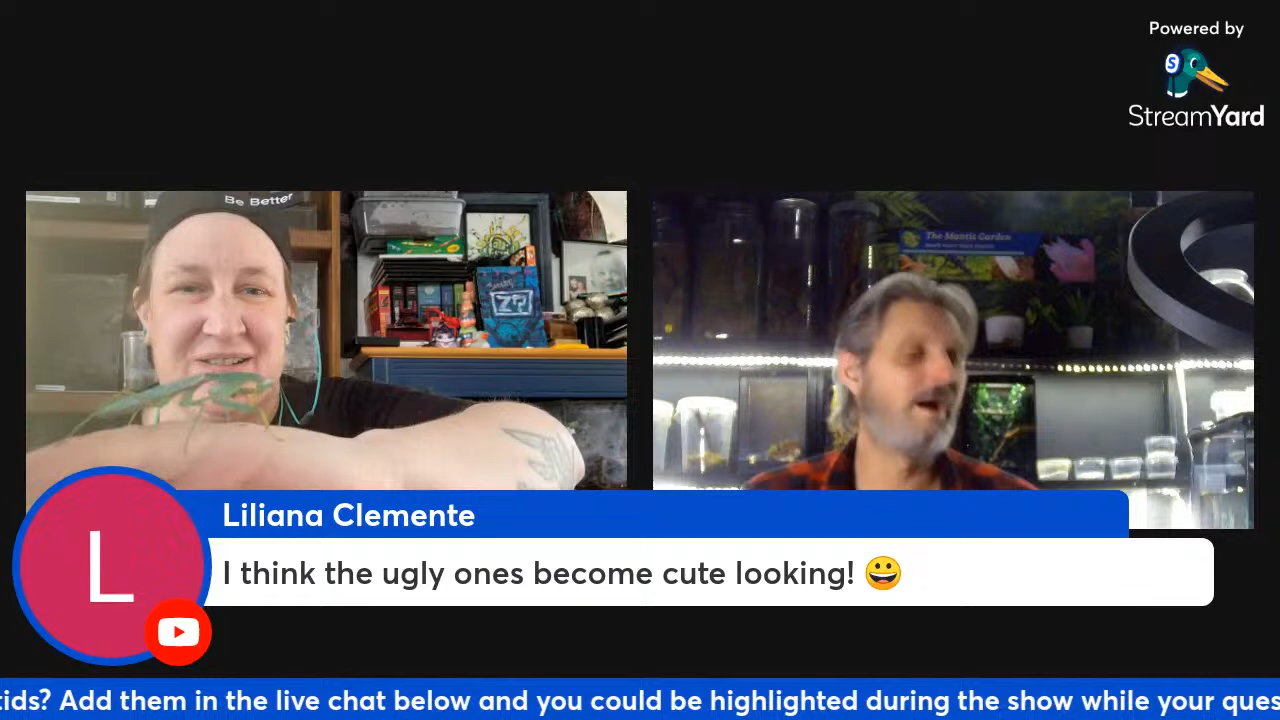 Powered by
S
StreamYard
Be Better
The Mantis Garden
Z?
Liliana Clemente
L
I think the ugly ones become cute looking! 😀
tids? Add them in the live chat below and you could be highlighted during the show while your ques